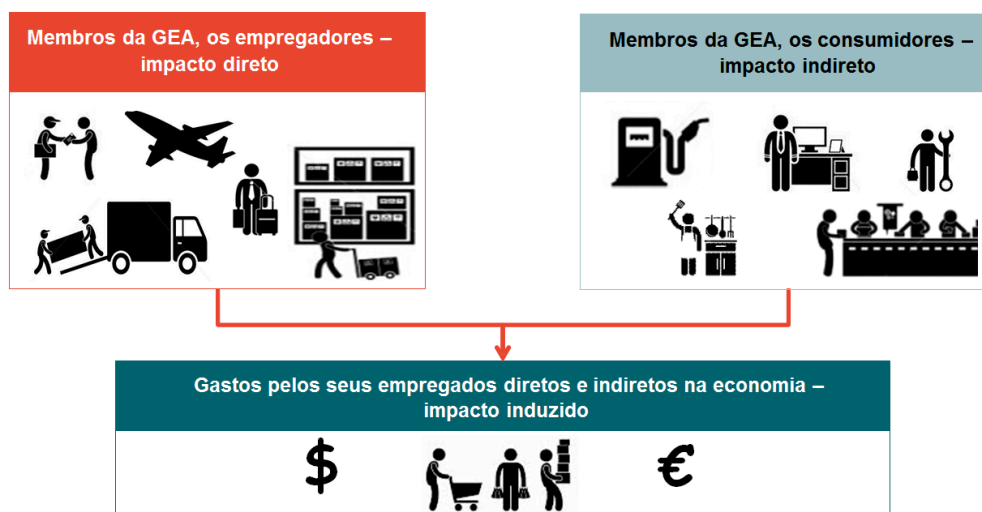 Membros da GEA, os empregadores –
impacto direto
Membros da GEA, os consumidores –
impacto indireto
Gastos pelos seus empregados diretos e indiretos na economia –
impacto induzido
$
€